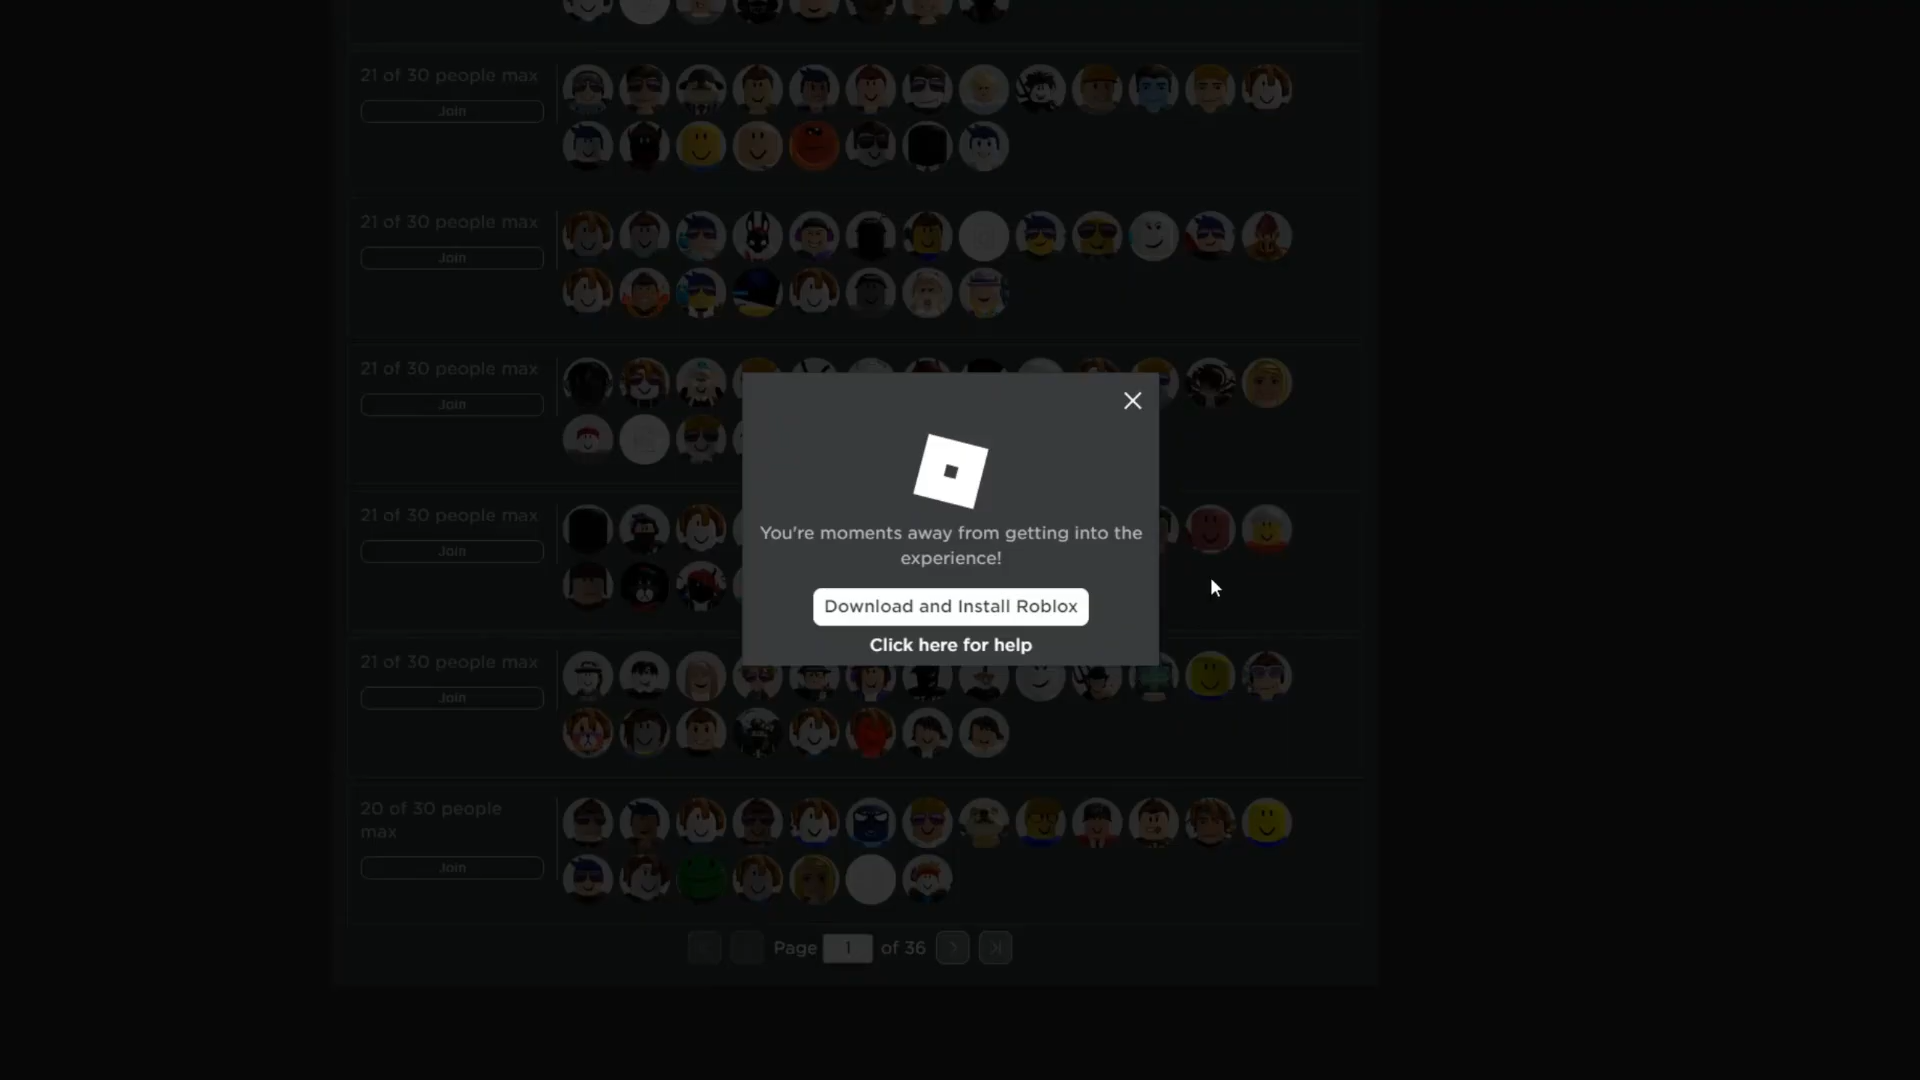 21 of 30 people max
Join
21 of 30 people max
Join
21 of 30 people max
Join
You're moments away from getting into the
experience!
Download and Install Roblox
Click here for help
21 of 30 people max
Join
21 of 30 people max
Join
20 of 30 people
max
Join
Page 1 of 36